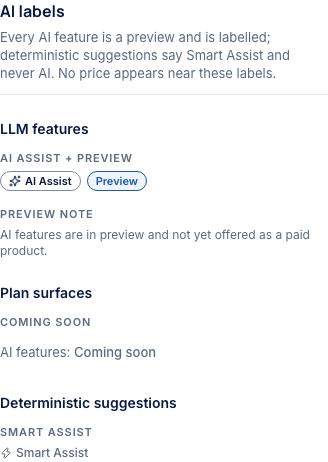 AI labels
Every AI feature is a preview and is labelled;
deterministic suggestions say Smart Assist and
never AI. No price appears near these labels.
LLM features
AI ASSIST + PREVIEW
AI Assist Preview
PREVIEW NOTE
AI features are in preview and not yet offered as a paid
product.
Plan surfaces
COMING SOON
AI features: Coming soon
Deterministic suggestions
SMART ASSIST
Smart Assist